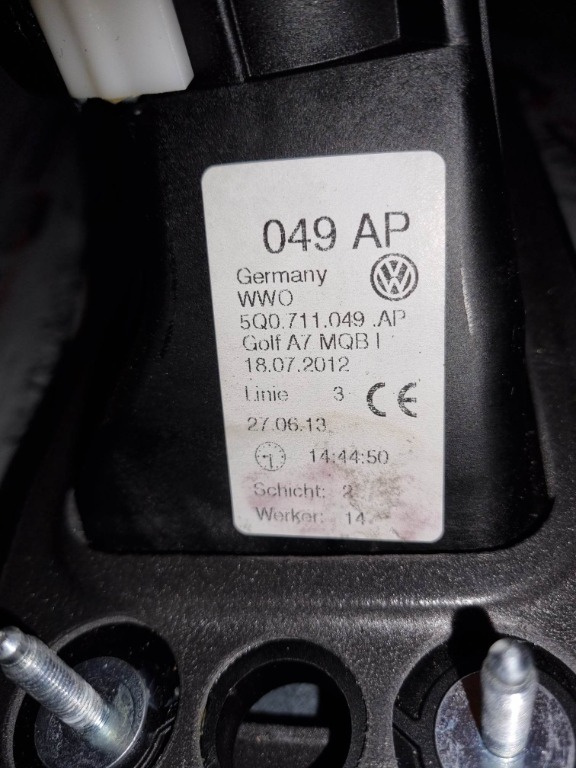 049 AP
Germany
WWO
5Q0.711.049 .AP
Golf A7 MQB I
18.07.2012
Linie 3 CE
27.06.13
14:44:50
Schicht: 2
Werker: 14